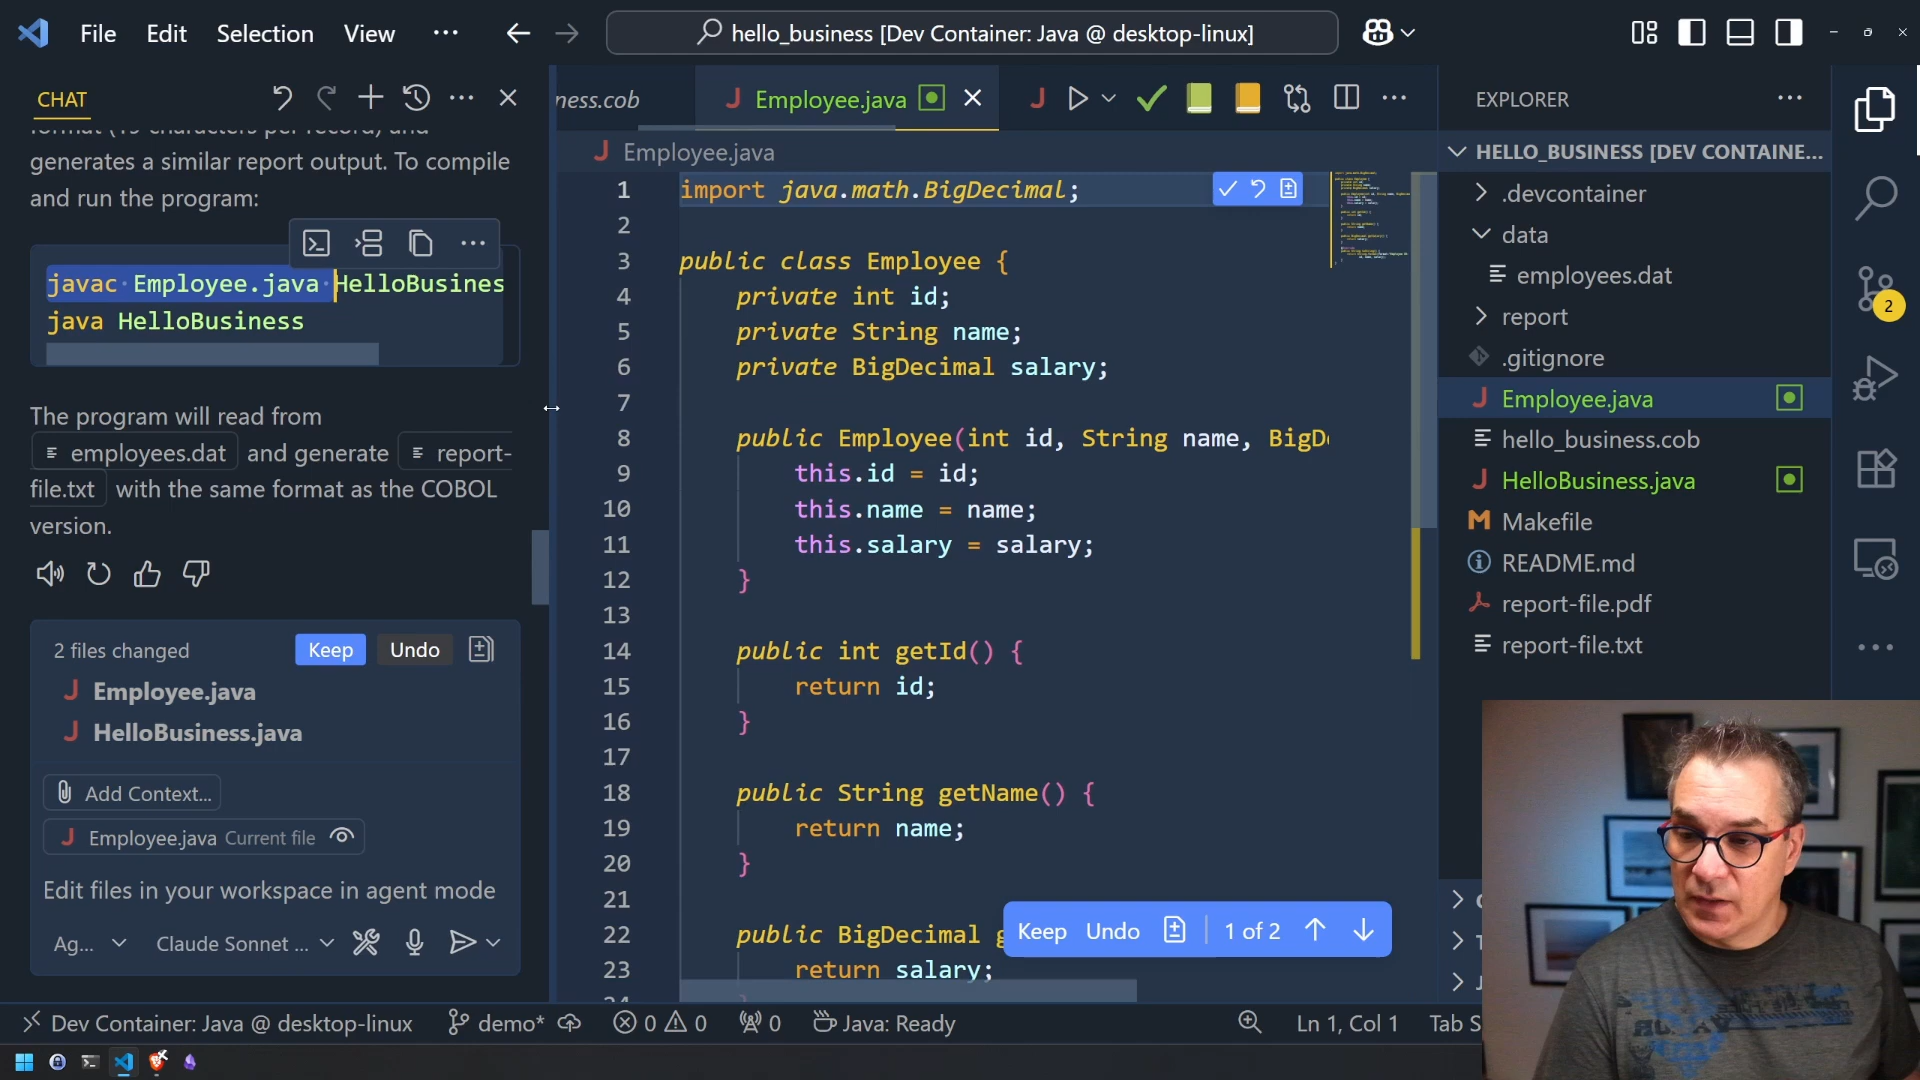 File Edit Selection View ···
hello_business [Dev Container: Java @ desktop-linux]
CHAT
generates a similar report output. To compile
and run the program:
javac Employee.java HelloBusines
java HelloBusiness
The program will read from
employees.dat and generate report-
file.txt with the same format as the COBOL
version.
2 files changed Keep Undo
Employee.java
HelloBusiness.java
Add Context...
Employee.java Current file
Edit files in your workspace in agent mode
Ag... Claude Sonnet ...
ness.cob
Employee.java
Employee.java
1 import java.math.BigDecimal;
2
3 public class Employee {
4 private int id;
5 private String name;
6 private BigDecimal salary;
7
8 public Employee(int id, String name, BigD
9 this.id = id;
10 this.name = name;
11 this.salary = salary;
12 }
13
14 public int getId() {
15 return id;
16 }
17
18 public String getName() {
19 return name;
20 }
21
22 public BigDecimal g
23 return salary;
Keep Undo 1 of 2
EXPLORER
HELLO_BUSINESS [DEV CONTAINE...
.devcontainer
data
employees.dat
report
.gitignore
Employee.java
hello_business.cob
HelloBusiness.java
Makefile
README.md
report-file.pdf
report-file.txt
2
Dev Container: Java @ desktop-linux demo* 0 0 0 Java: Ready Ln 1, Col 1 Tab S